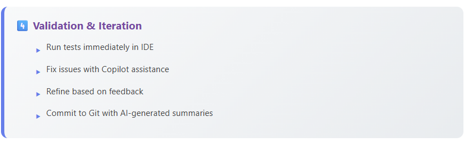 4 Validation & Iteration
Run tests immediately in IDE
Fix issues with Copilot assistance
Refine based on feedback
Commit to Git with AI-generated summaries